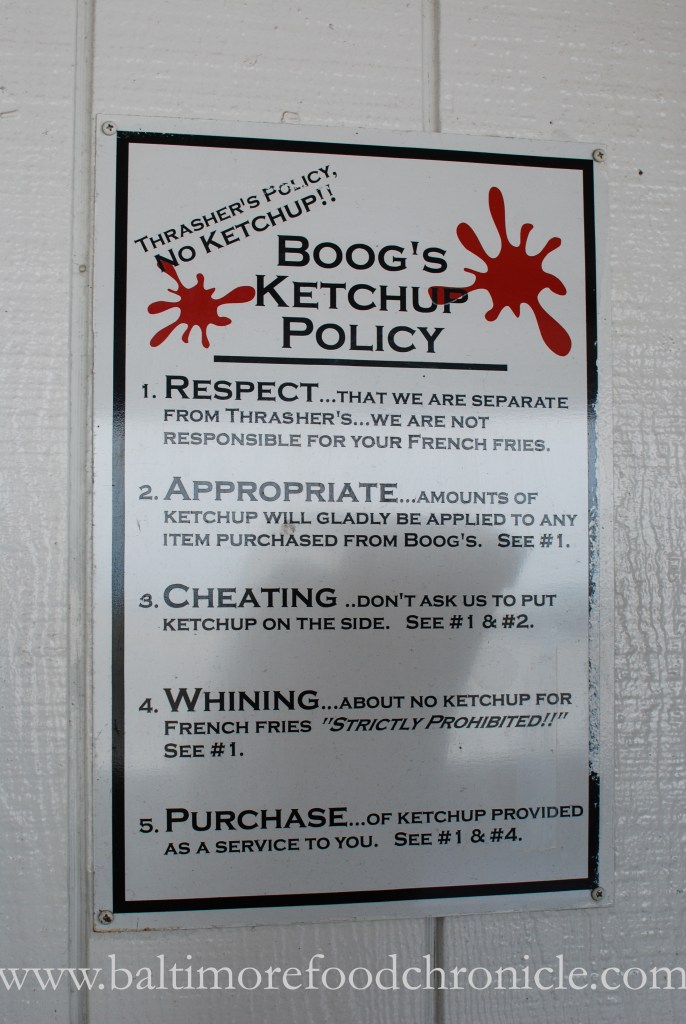 Thrasher's Policy,
No Ketchup!!
Boog's
Ketchup
Policy
1. Respect...that we are separate
from Thrasher's...we are not
responsible for your French fries.
2. Appropriate...amounts of
ketchup will gladly be applied to any
item purchased from Boog's. See #1.
3. Cheating ..don't ask us to put
ketchup on the side. See #1 & #2.
4. Whining...about no ketchup for
French fries "Strictly Prohibited!!"
See #1.
5. Purchase...of ketchup provided
as a service to you. See #1 & #4.
www.baltimorefoodchronicle.com